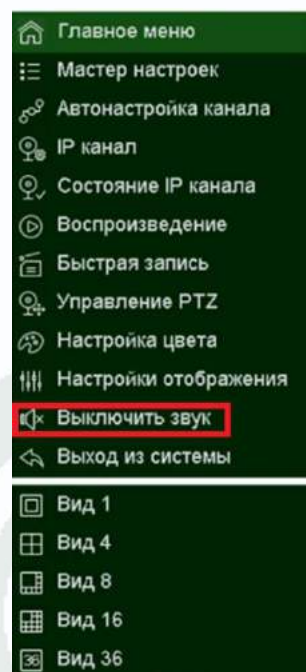 Главное меню
Мастер настроек
Автонастройка канала
IP канал
Состояние IP канала
Воспроизведение
Быстрая запись
Управление PTZ
Настройка цвета
Настройки отображения
Выключить звук
Выход из системы
Вид 1
Вид 4
Вид 8
Вид 16
36 Вид 36